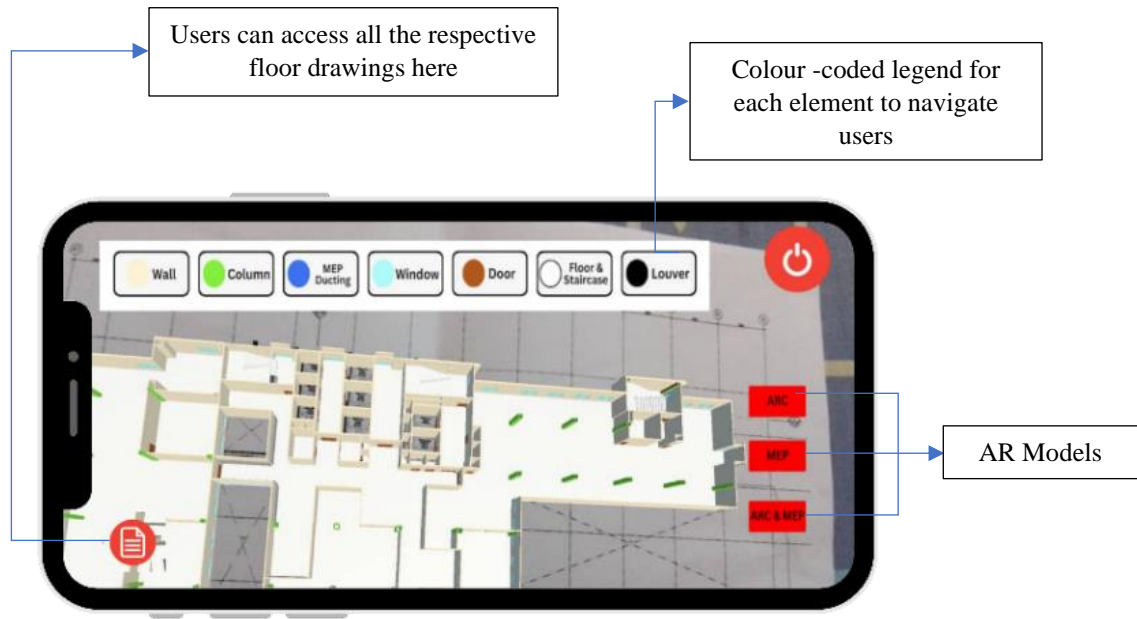 Users can access all the respective
floor drawings here
Colour -coded legend for
each element to navigate
users
Wall
Column
MEP
Ducting
Window
Door
Floor &
Staircase
Louver
ARC
MEP
ARC & MEP
AR Models